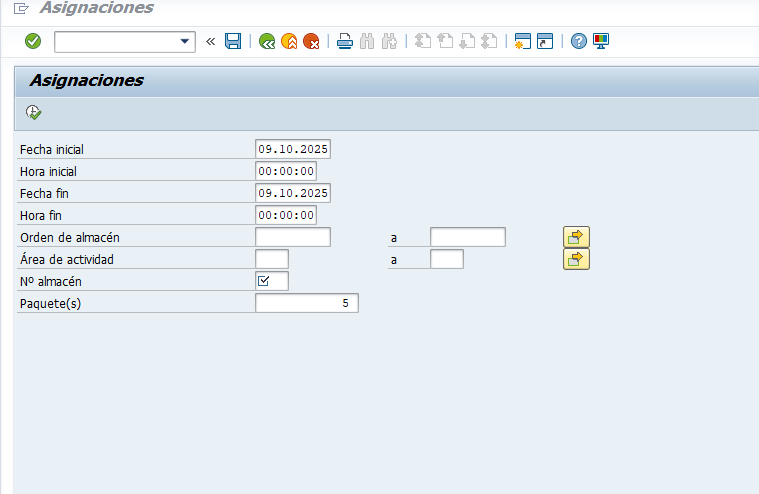 Asignaciones
Asignaciones
Fecha inicial 09.10.2025
Hora inicial 00:00:00
Fecha fin 09.10.2025
Hora fin 00:00:00
Orden de almacén a
Área de actividad a
Nº almacén
Paquete(s) 5